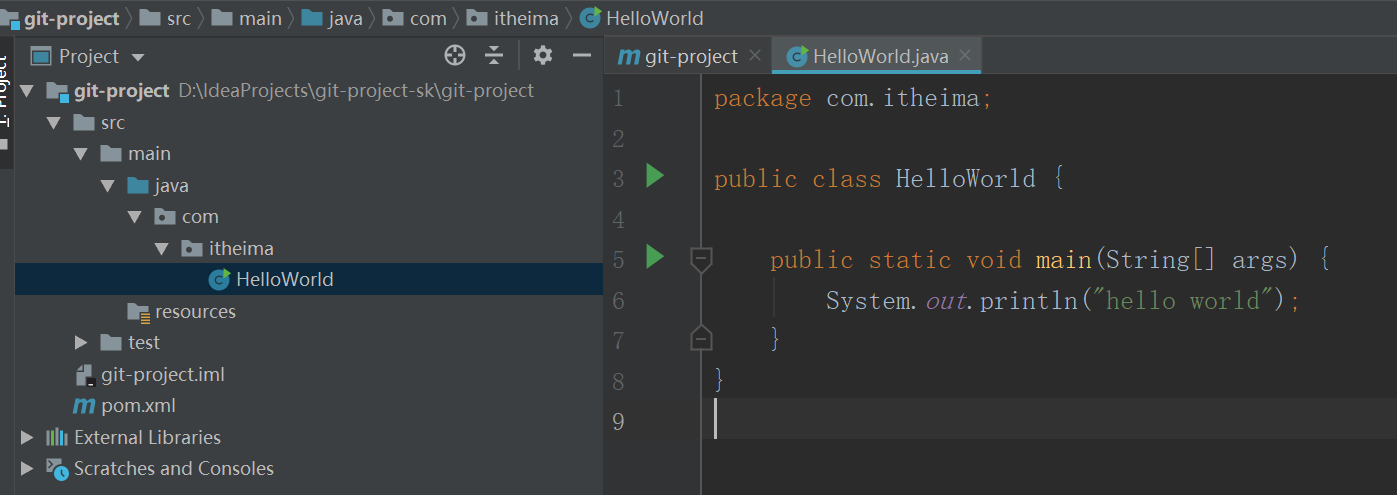 git-project src main java com itheima HelloWorld
Project
1: Project
git-project D:\IdeaProjects\git-project-sk\git-project
src
main
java
com
itheima
HelloWorld
resources
test
git-project.iml
pom.xml
External Libraries
Scratches and Consoles
git-project HelloWorld.java
1 package com.itheima;
2
3 public class HelloWorld {
4
5 public static void main(String[] args) {
6 System.out.println("hello world");
7 }
8 }
9